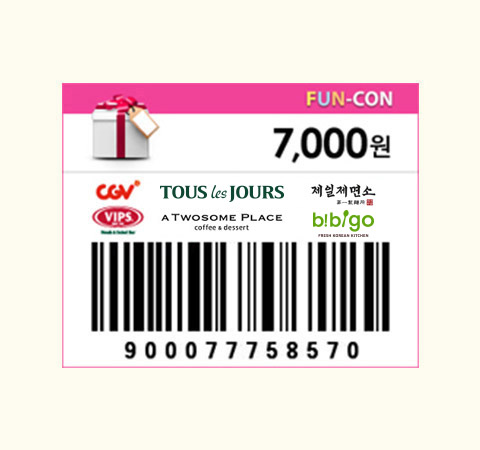 FUN-CON
7,000원
CGV TOUS les JOURS 제일제면소
VIPS A TWOSOME PLACE b!bigo
coffee & dessert
FRESH KOREAN KITCHEN
900077758570